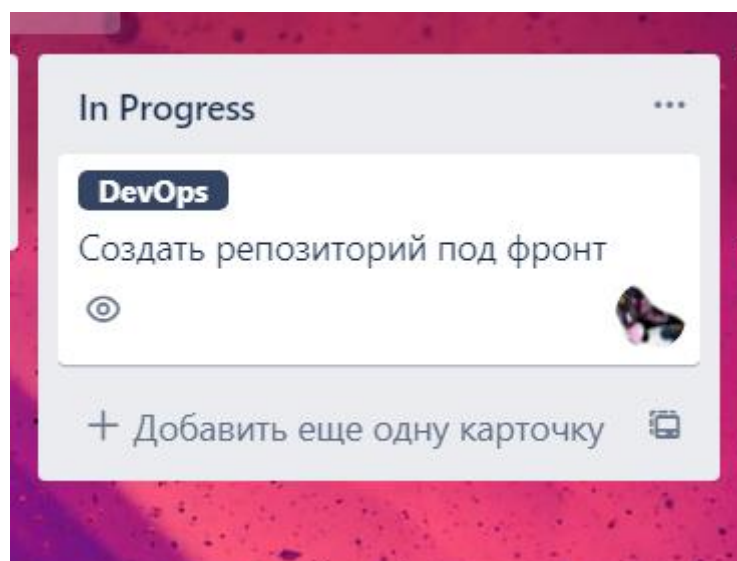 In Progress
DevOps
Создать репозиторий под фронт
Добавить еще одну карточку